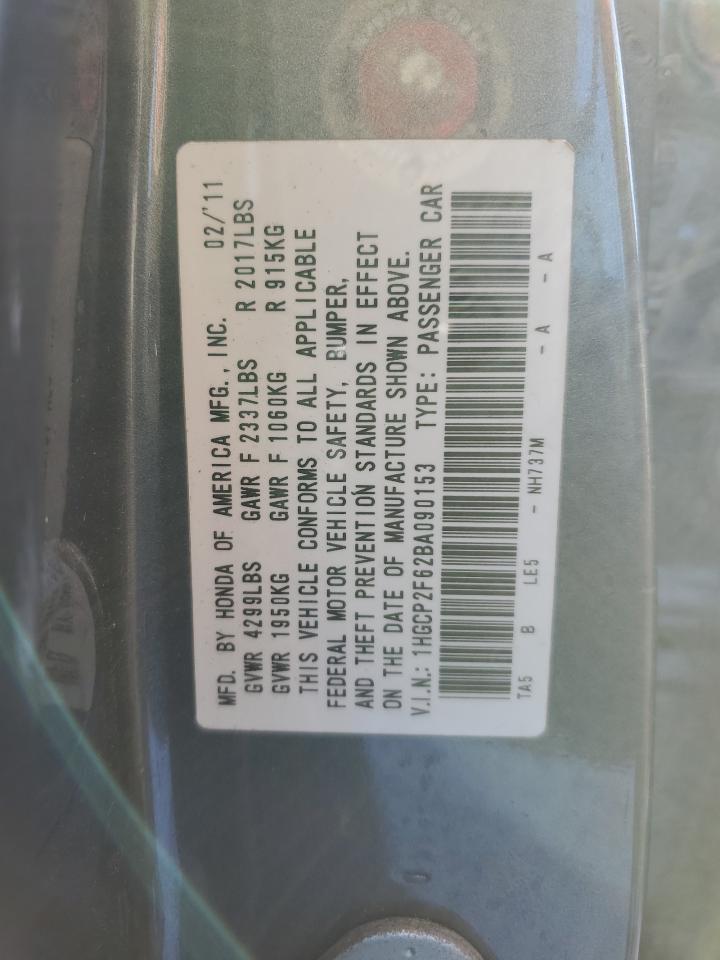 MFD. BY HONDA OF AMERICA MFG., INC. 02/'11
GVWR 4299LBS GAWR F 2337LBS R 2017LBS
GVWR 1950KG GAWR F 1060KG R 915KG
THIS VEHICLE CONFORMS TO ALL APPLICABLE
FEDERAL MOTOR VEHICLE SAFETY, BUMPER,
AND THEFT PREVENTION STANDARDS IN EFFECT
ON THE DATE OF MANUFACTURE SHOWN ABOVE.
V.I.N.: 1HGCP2F62BA090153 TYPE: PASSENGER CAR
TA5 B LE5 - NH737M - A - A